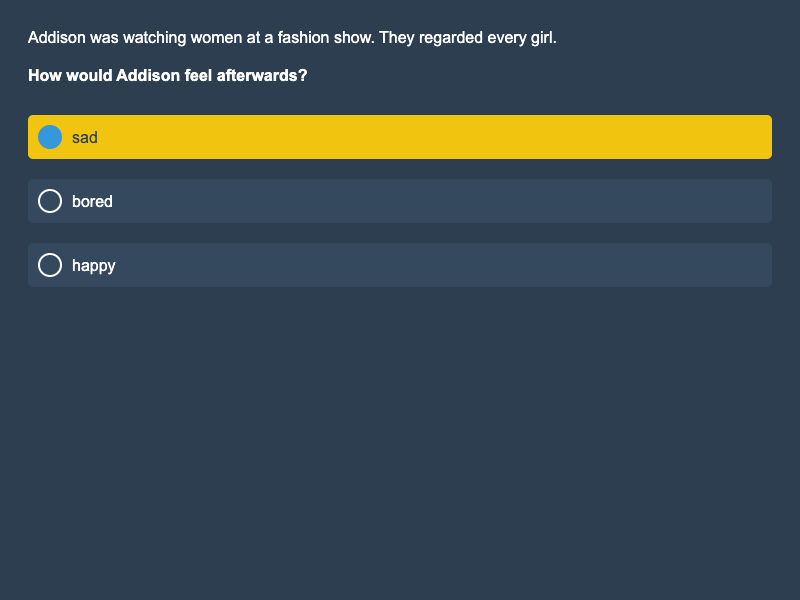 Addison was watching women at a fashion show. They regarded every girl.
How would Addison feel afterwards?
sad
bored
happy